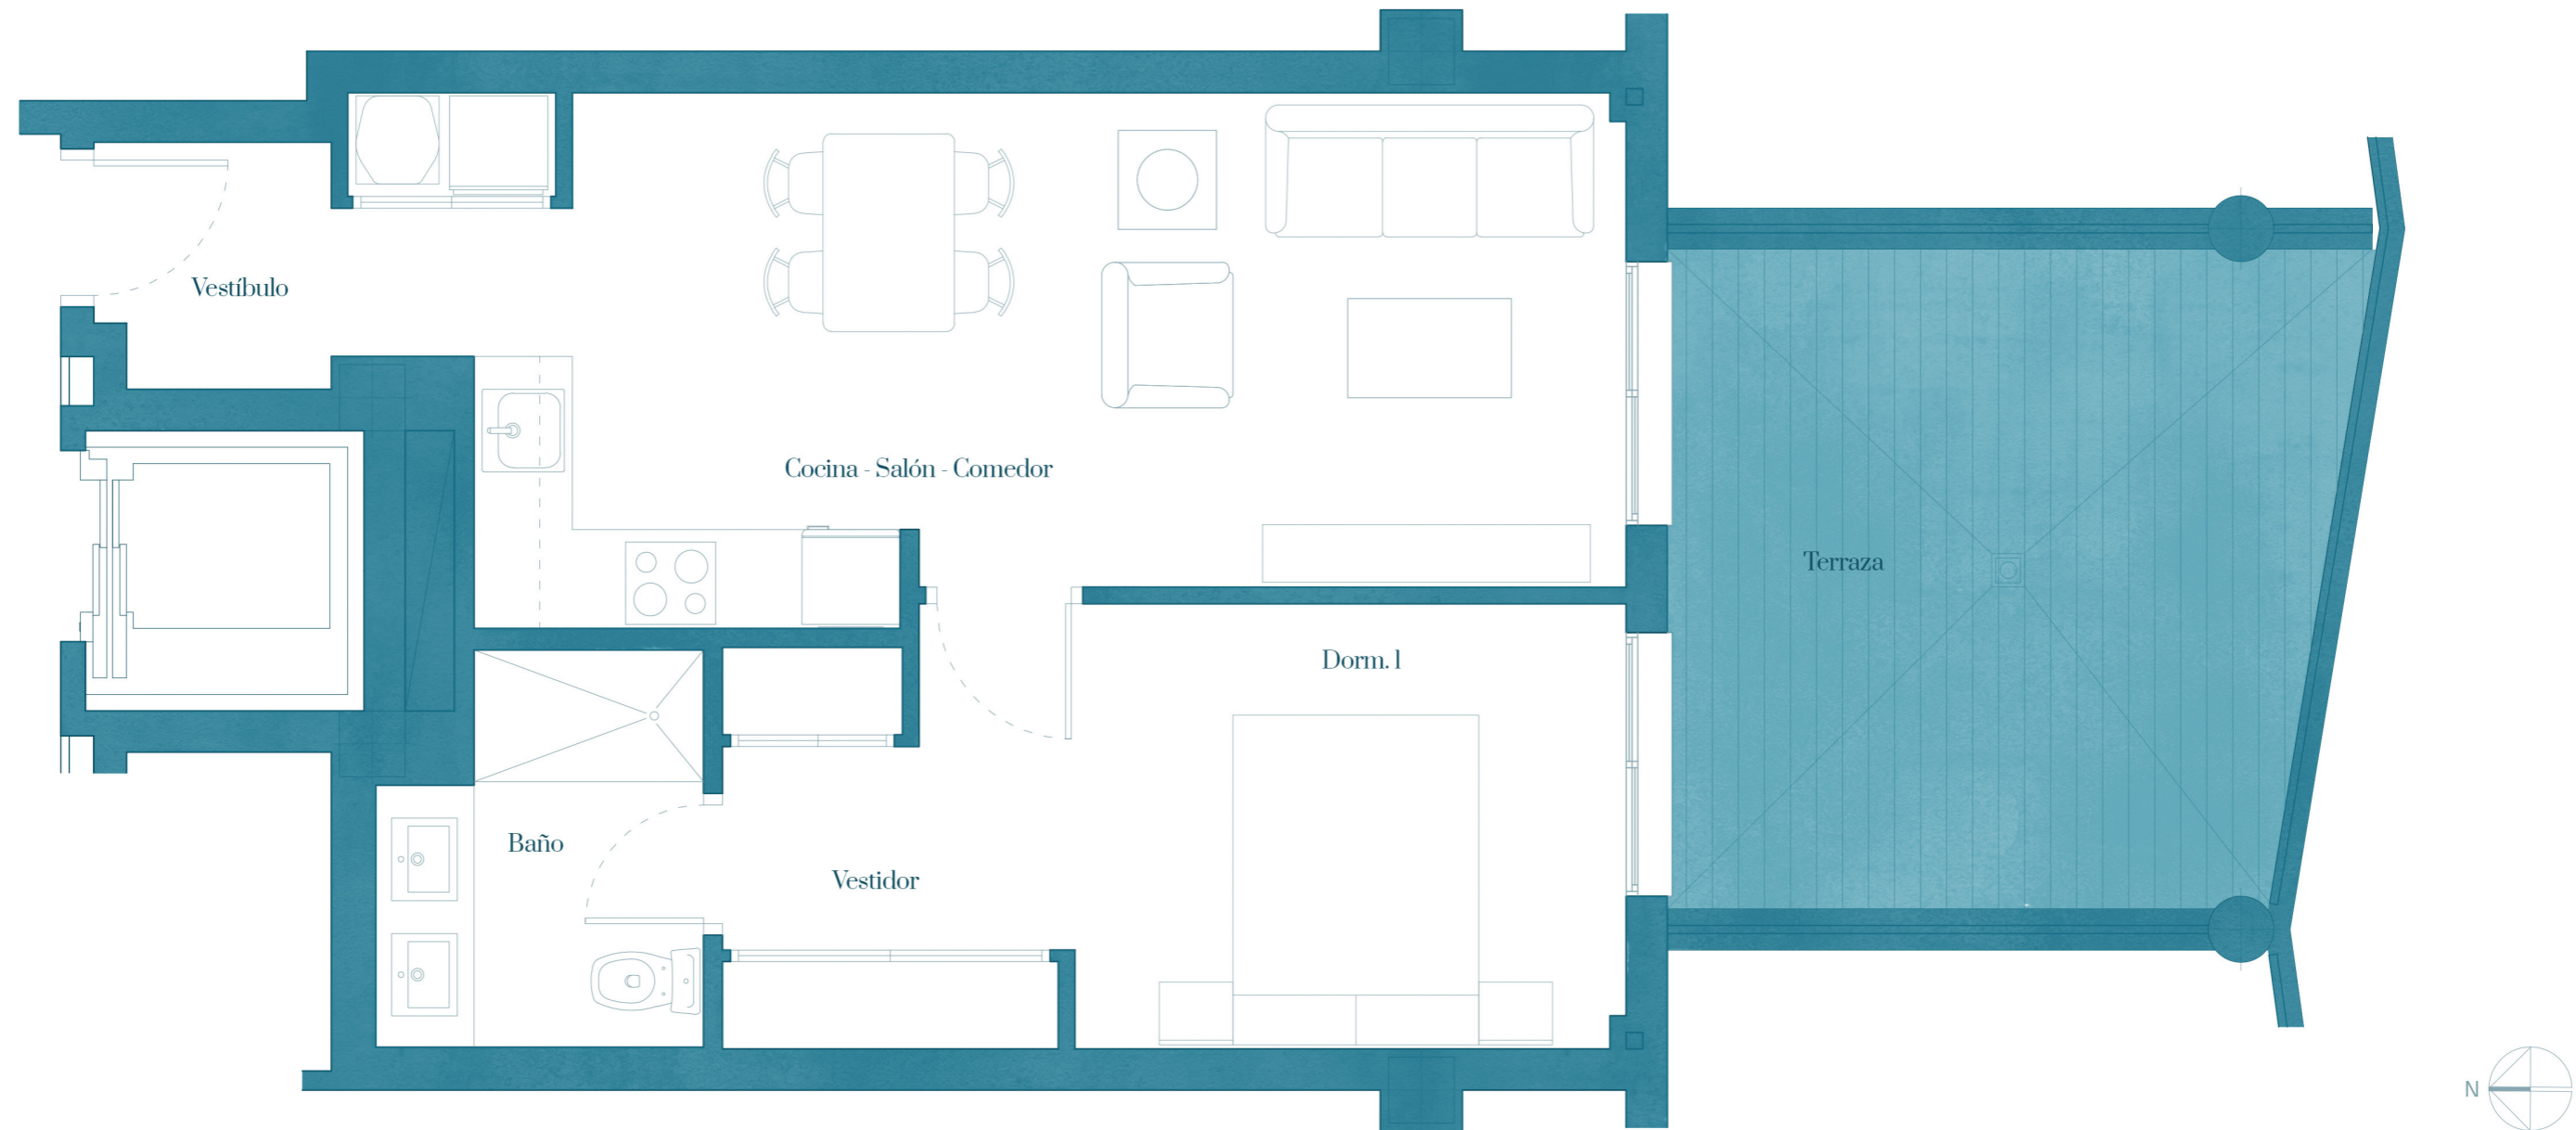 Vestíbulo
Cocina - Salón - Comedor
Terraza
Dorm. 1
Baño
Vestidor
N